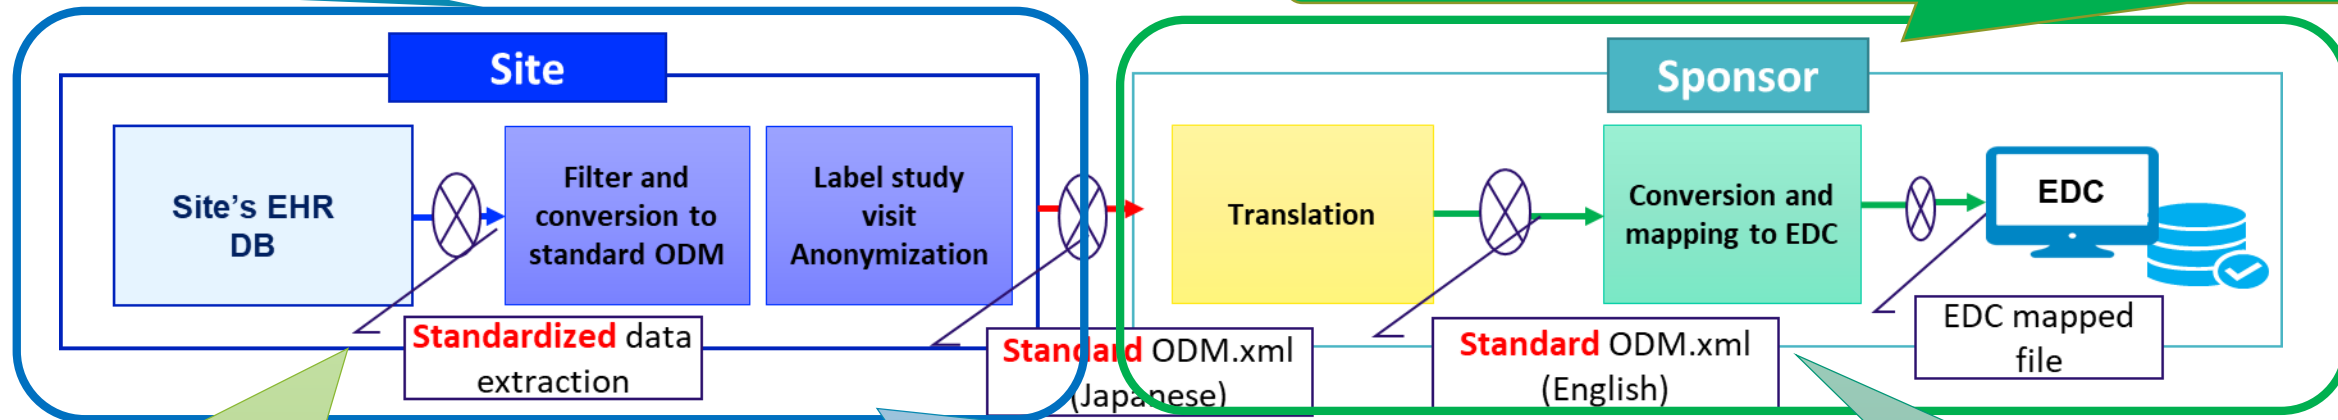 Site
Sponsor
Site's EHR
DB
Filter and
conversion to
standard ODM
Label study
visit
Anonymization
Translation
Conversion and
mapping to EDC
EDC
Standardized data
extraction
Standard ODM.xml
(Japanese)
Standard ODM.xml
(English)
EDC mapped
file